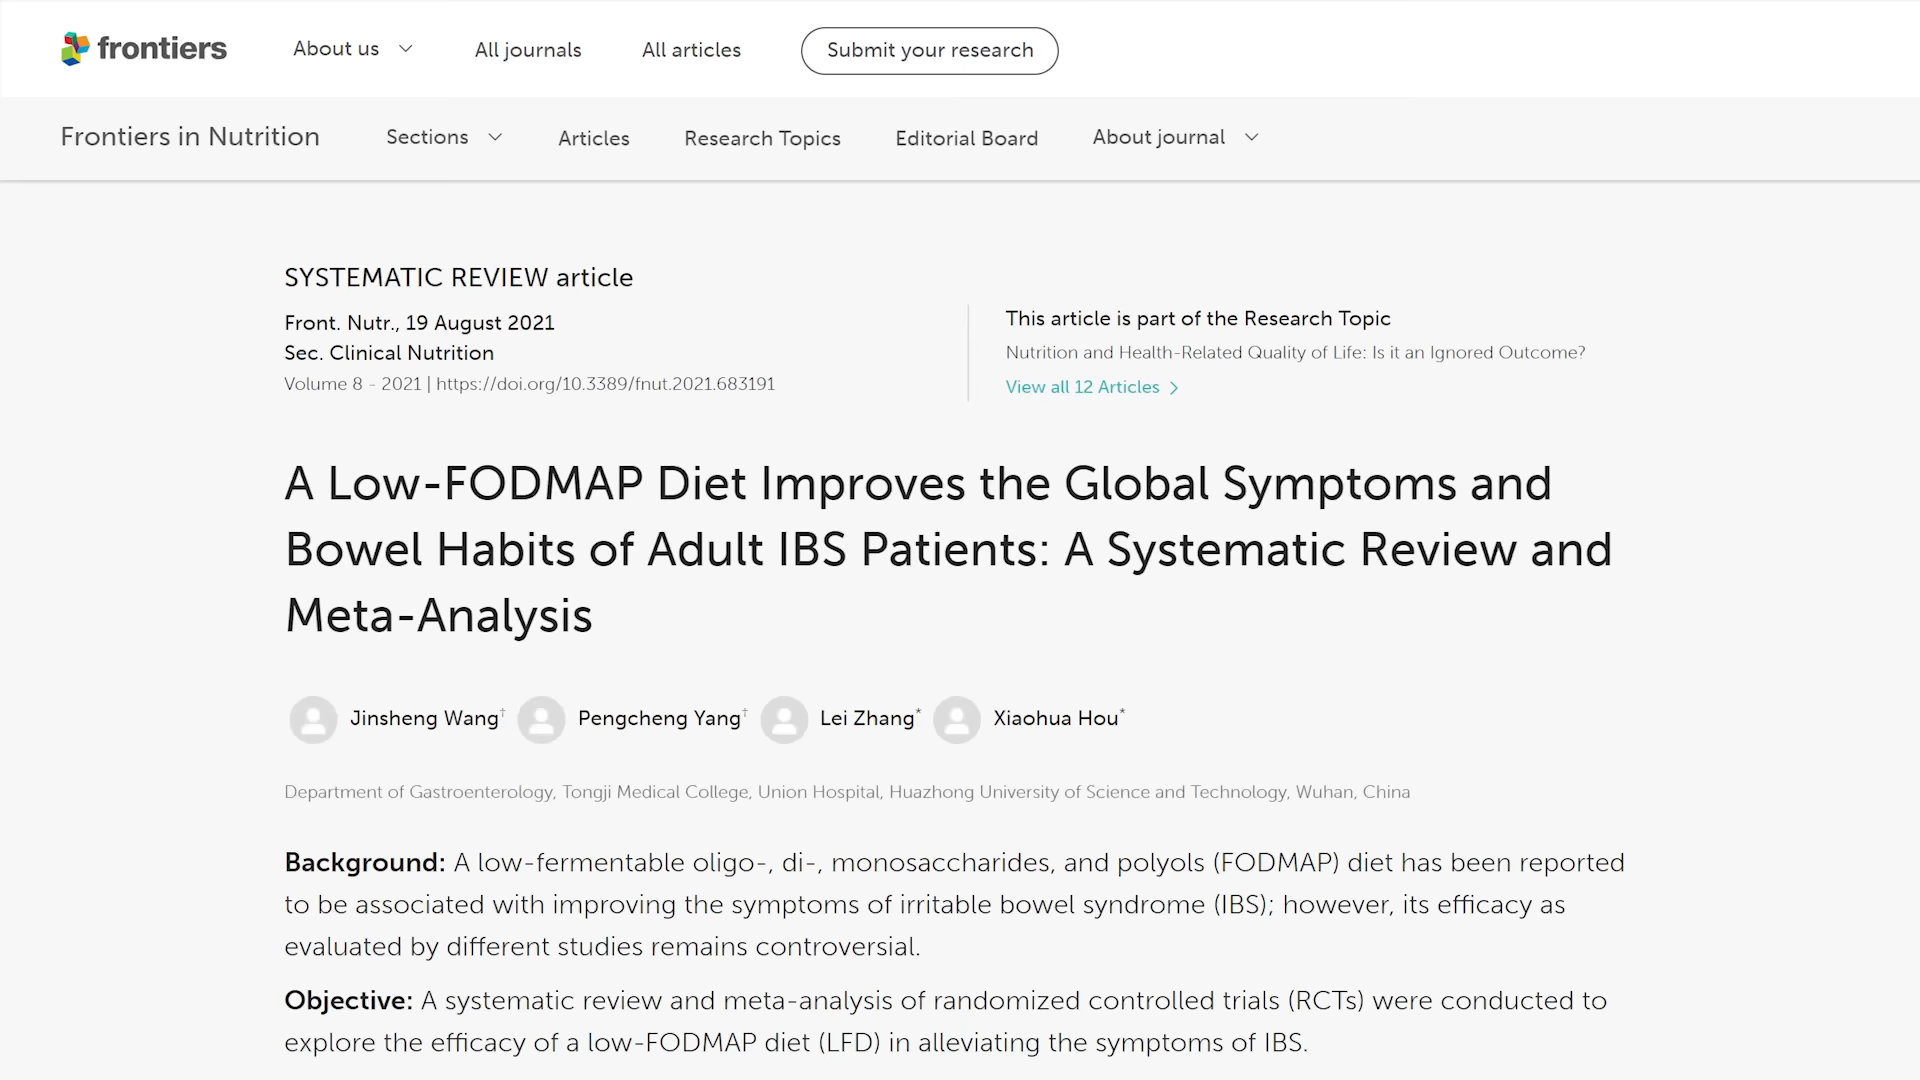 frontiers
About us
All journals
All articles
Submit your research
Frontiers in Nutrition
Sections
Articles
Research Topics
Editorial Board
About journal
SYSTEMATIC REVIEW article
Front. Nutr., 19 August 2021
Sec. Clinical Nutrition
Volume 8 - 2021 | https://doi.org/10.3389/fnut.2021.683191
This article is part of the Research Topic
Nutrition and Health-Related Quality of Life: Is it an Ignored Outcome?
View all 12 Articles
A Low-FODMAP Diet Improves the Global Symptoms and
Bowel Habits of Adult IBS Patients: A Systematic Review and
Meta-Analysis
Jinsheng Wang† Pengcheng Yang† Lei Zhang* Xiaohua Hou*
Department of Gastroenterology, Tongji Medical College, Union Hospital, Huazhong University of Science and Technology, Wuhan, China
Background: A low-fermentable oligo-, di-, monosaccharides, and polyols (FODMAP) diet has been reported
to be associated with improving the symptoms of irritable bowel syndrome (IBS); however, its efficacy as
evaluated by different studies remains controversial.
Objective: A systematic review and meta-analysis of randomized controlled trials (RCTs) were conducted to
explore the efficacy of a low-FODMAP diet (LFD) in alleviating the symptoms of IBS.